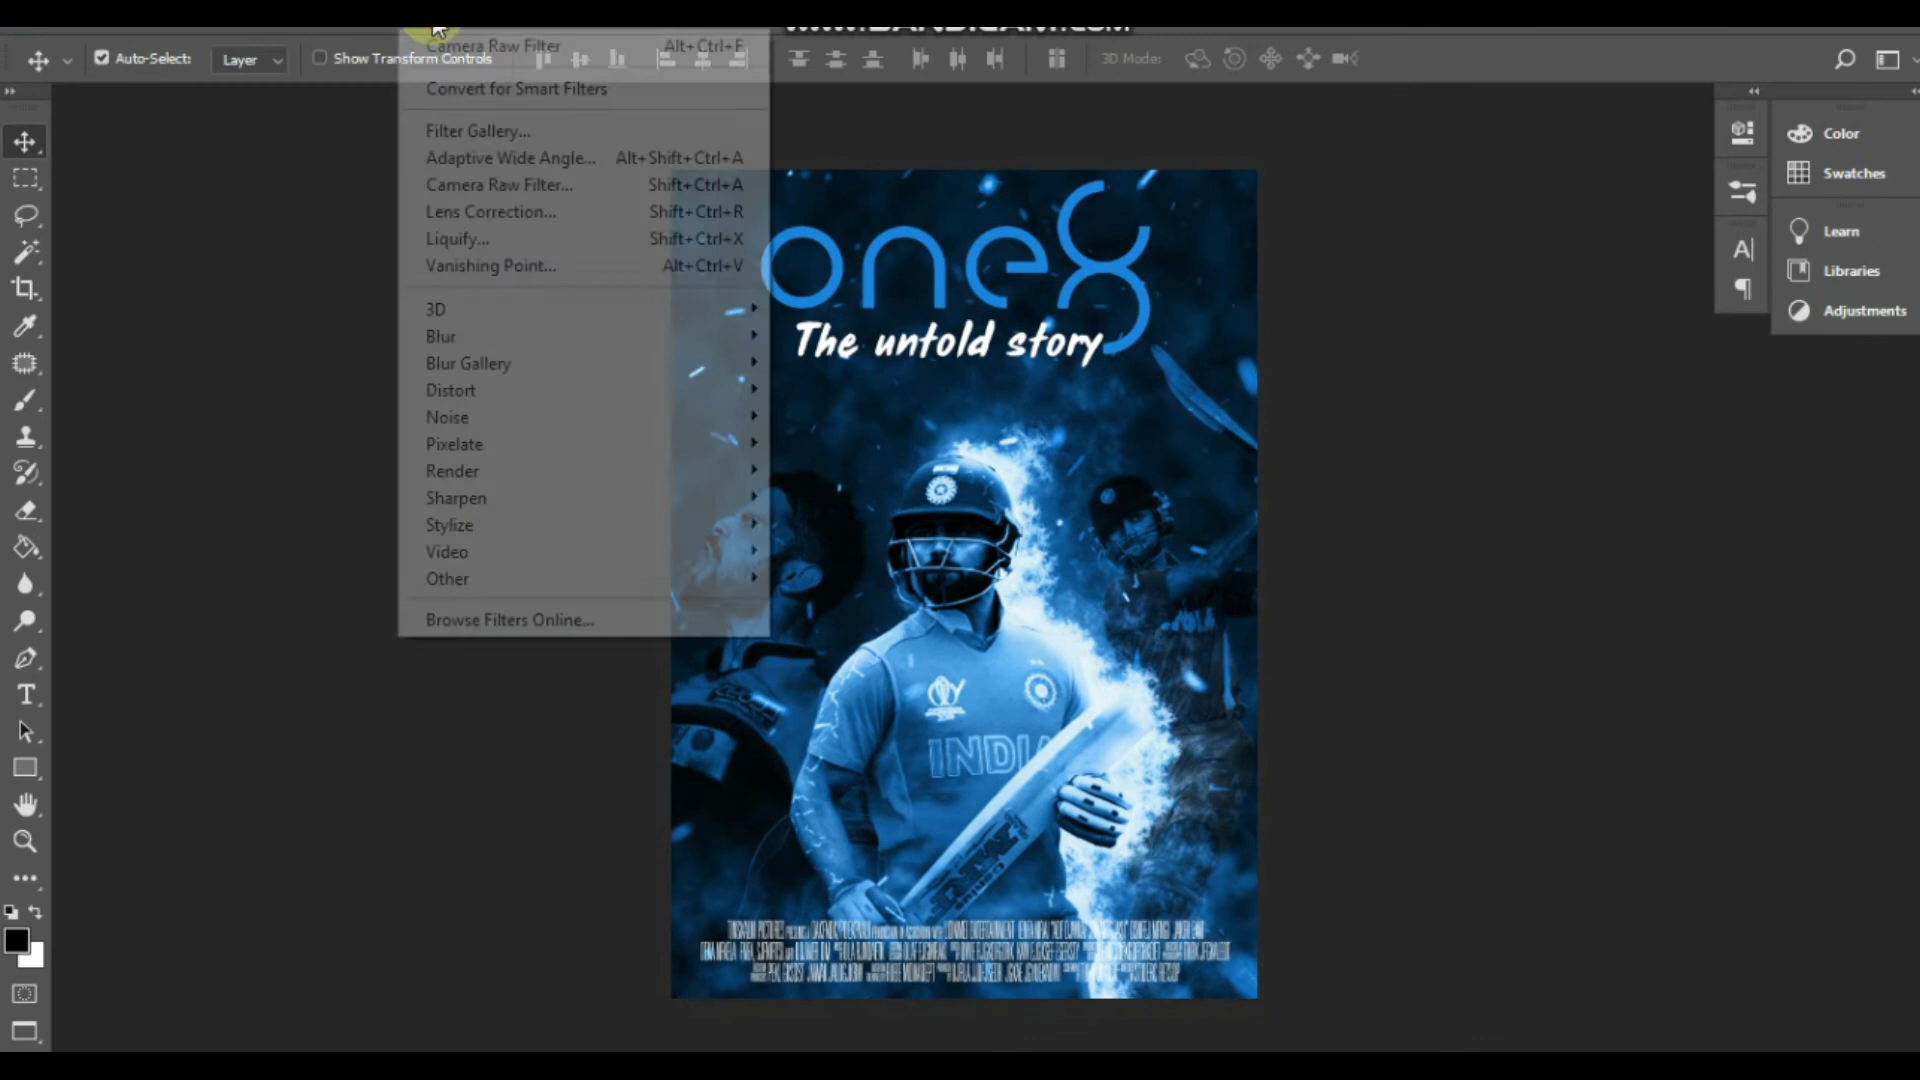 www.BANDICAM.COM
Auto-Select:
Layer
Show Transform Controls
3D Mode:
Camera Raw Filter Alt+Ctrl+F
Convert for Smart Filters
Filter Gallery...
Adaptive Wide Angle... Alt+Shift+Ctrl+A
Camera Raw Filter... Shift+Ctrl+A
Lens Correction... Shift+Ctrl+R
Liquify... Shift+Ctrl+X
Vanishing Point... Alt+Ctrl+V
3D
Blur
Blur Gallery
Distort
Noise
Pixelate
Render
Sharpen
Stylize
Video
Other
Browse Filters Online...
one8
The untold story
INDIA
Color
Swatches
Learn
Libraries
Adjustments